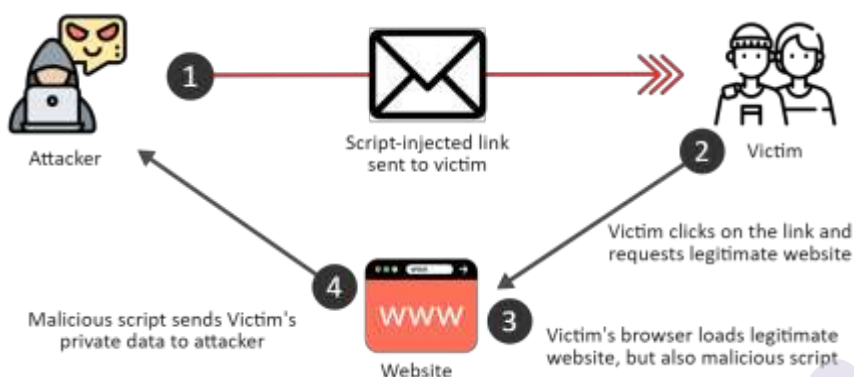 1
Attacker
Script-injected link
sent to victim
2
Victim
Victim clicks on the link and
requests legitimate website
4
www
3
Malicious script sends Victim's
private data to attacker
Victim's browser loads legitimate
website, but also malicious script
Website